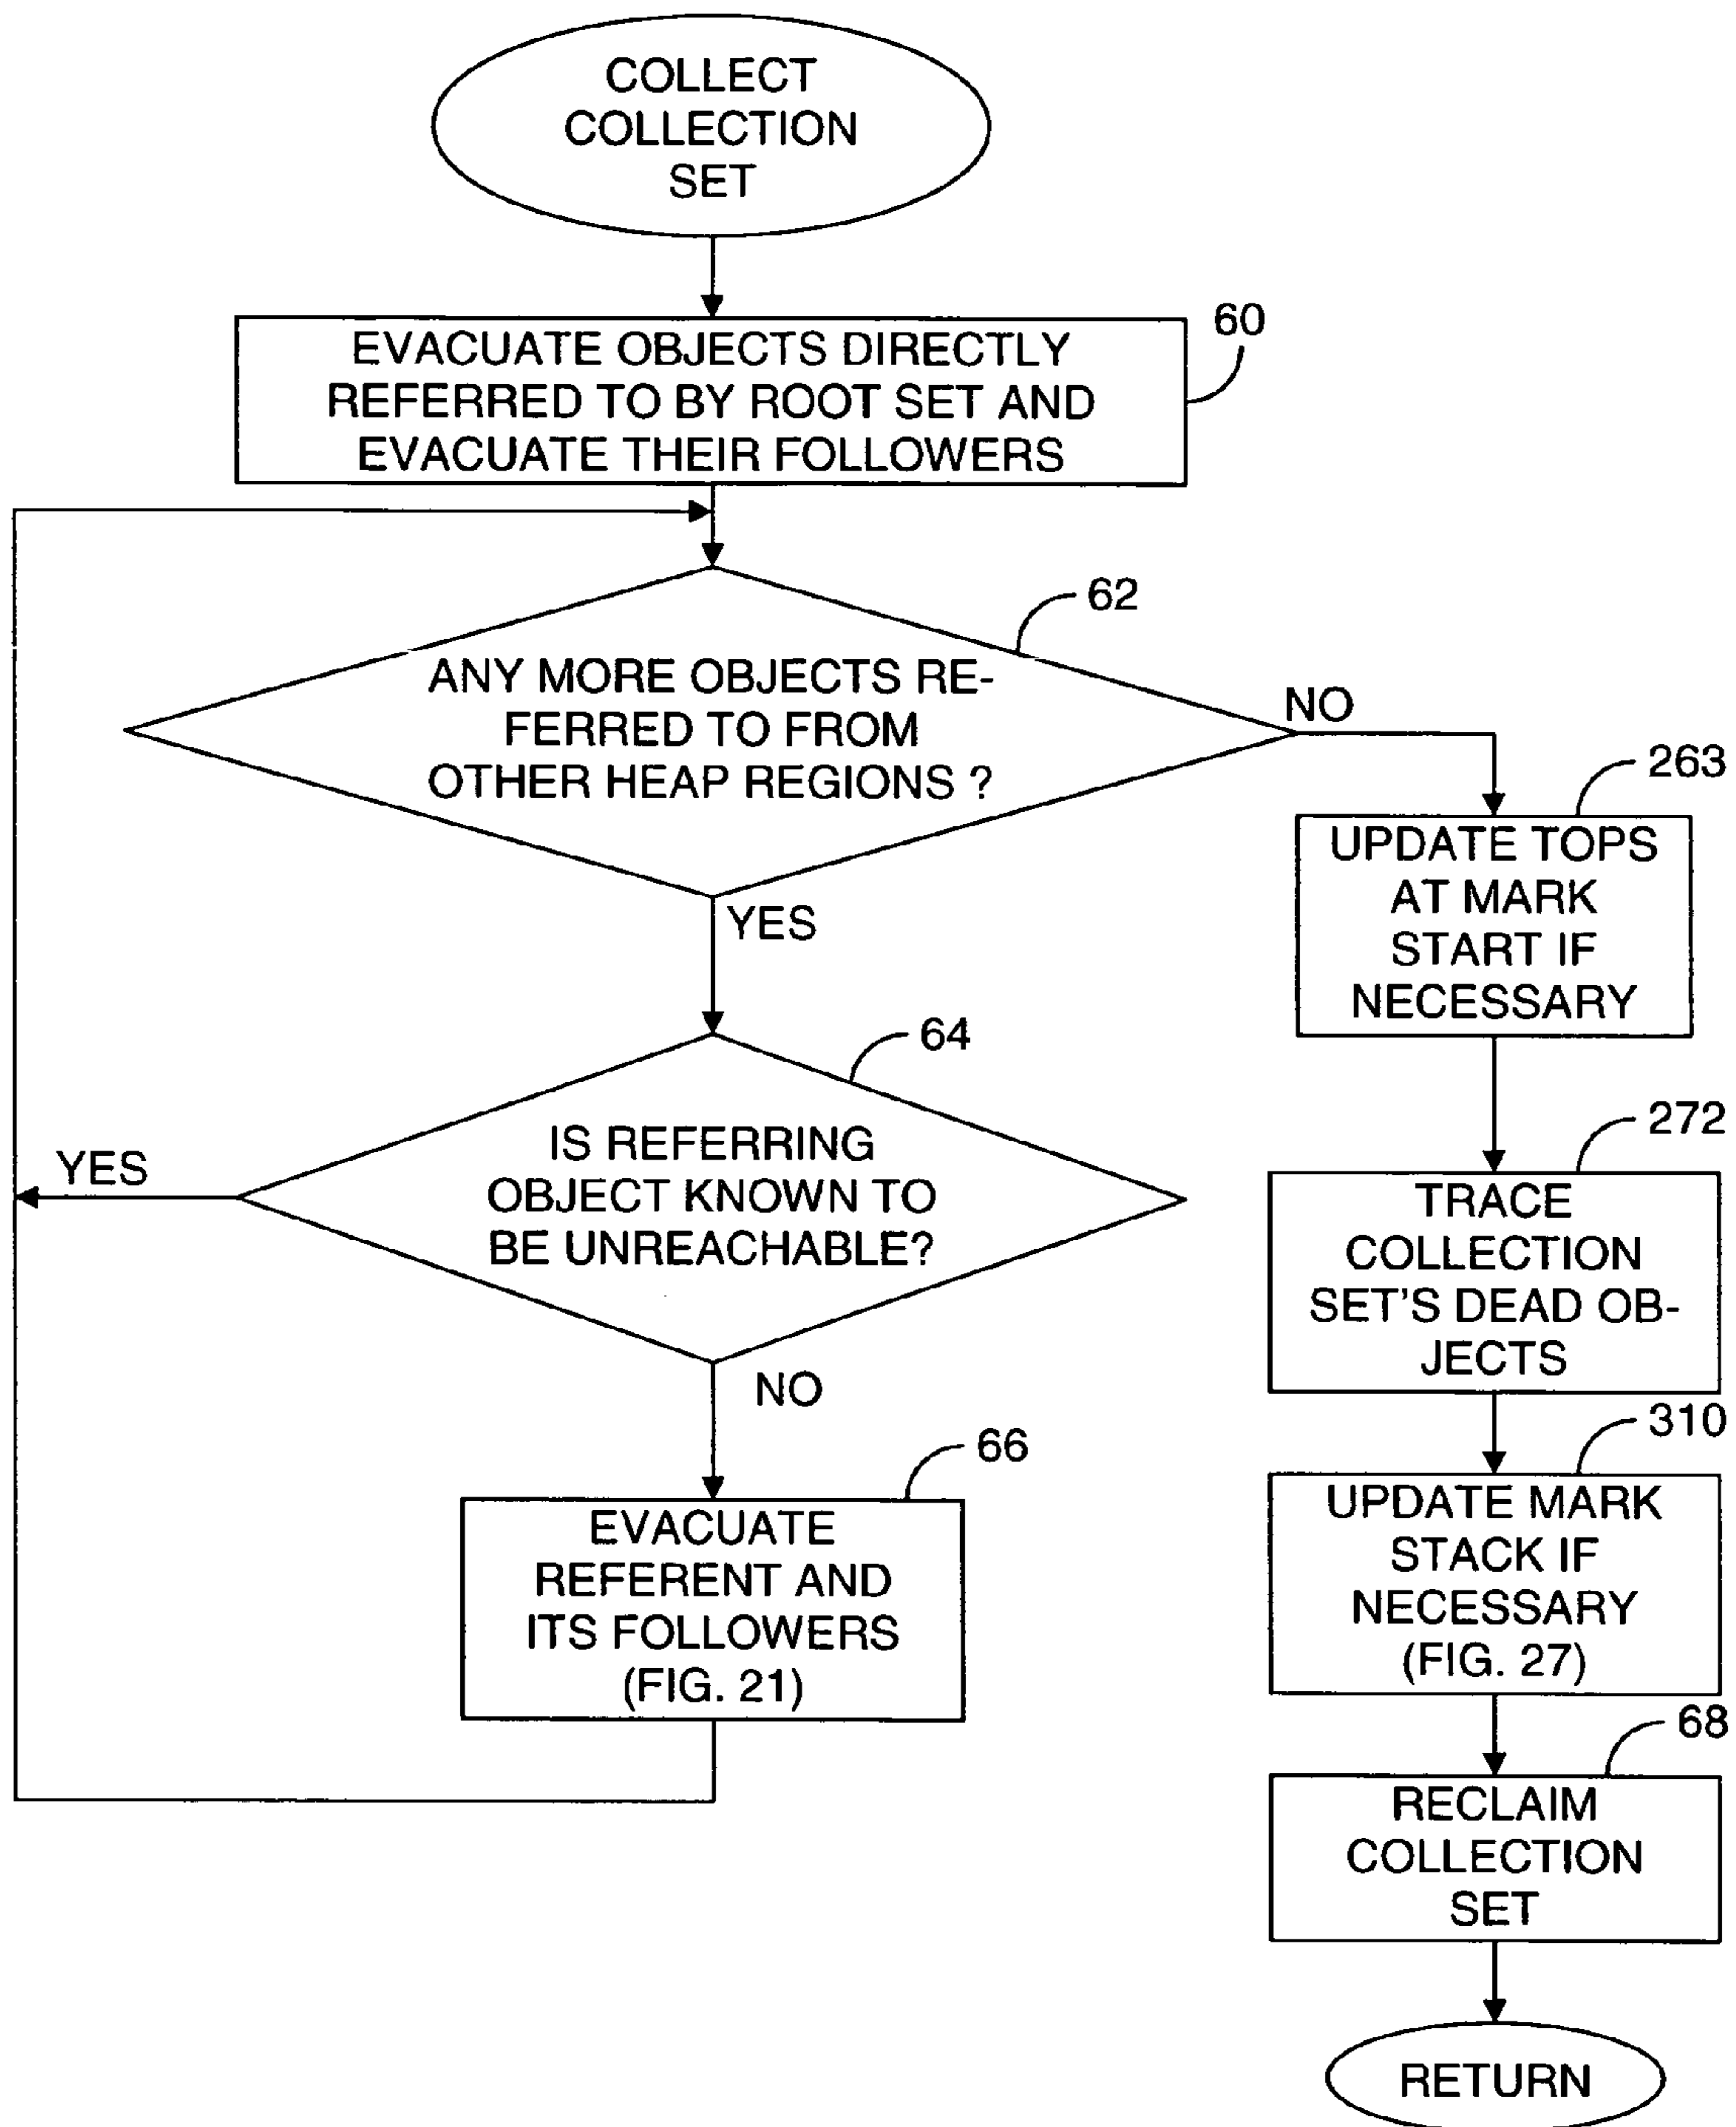 COLLECT
COLLECTION
SET
60
EVACUATE OBJECTS DIRECTLY
REFERRED TO BY ROOT SET AND
EVACUATE THEIR FOLLOWERS
62
ANY MORE OBJECTS RE-
FERRED TO FROM
OTHER HEAP REGIONS ?
NO
YES
64
IS REFERRING
OBJECT KNOWN TO
BE UNREACHABLE?
YES
NO
66
EVACUATE
REFERENT AND
ITS FOLLOWERS
(FIG. 21)
263
UPDATE TOPS
AT MARK
START IF
NECESSARY
272
TRACE
COLLECTION
SET'S DEAD OB-
JECTS
310
UPDATE MARK
STACK IF
NECESSARY
(FIG. 27)
68
RECLAIM
COLLECTION
SET
RETURN